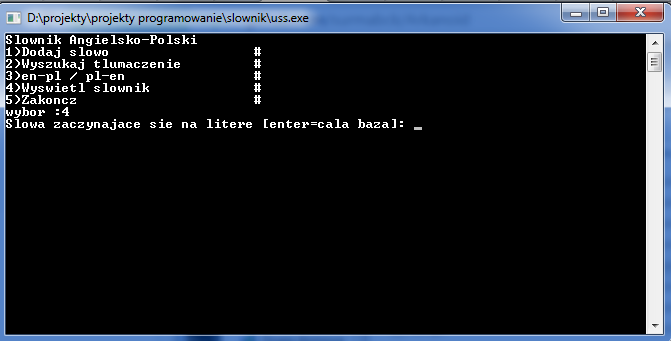 D:\projekty\projekty programowanie\slownik\uss.exe
Slownik Angielsko-Polski
1)Dodaj slowo #
2)Wyszukaj tlumaczenie #
3)en-pl / pl-en #
4)Wyswietl slownik #
5)Zakoncz #
wybor :4
Slowa zaczynajace sie na litere [enter=cala baza]: _